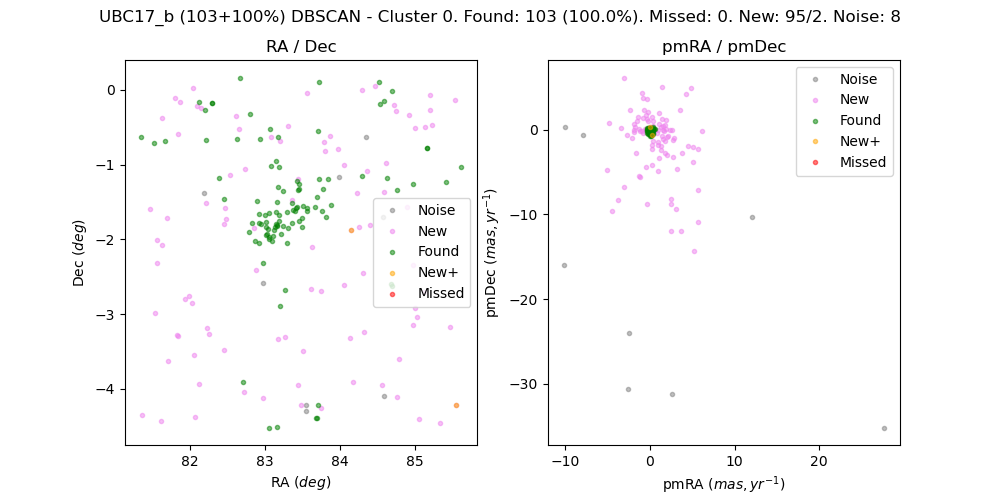 UBC17_b (103+100%) DBSCAN - Cluster 0. Found: 103 (100.0%). Missed: 0. New: 95/2. Noise: 8
RA / Dec
0
−1
−2
−3
−4
Dec (deg)
82
83
84
85
RA (deg)
Noise
New
Found
New+
Missed
pmRA / pmDec
0
−10
−20
−30
pmDec (mas, yr⁻¹)
−10
0
10
20
pmRA (mas, yr⁻¹)
Noise
New
Found
New+
Missed